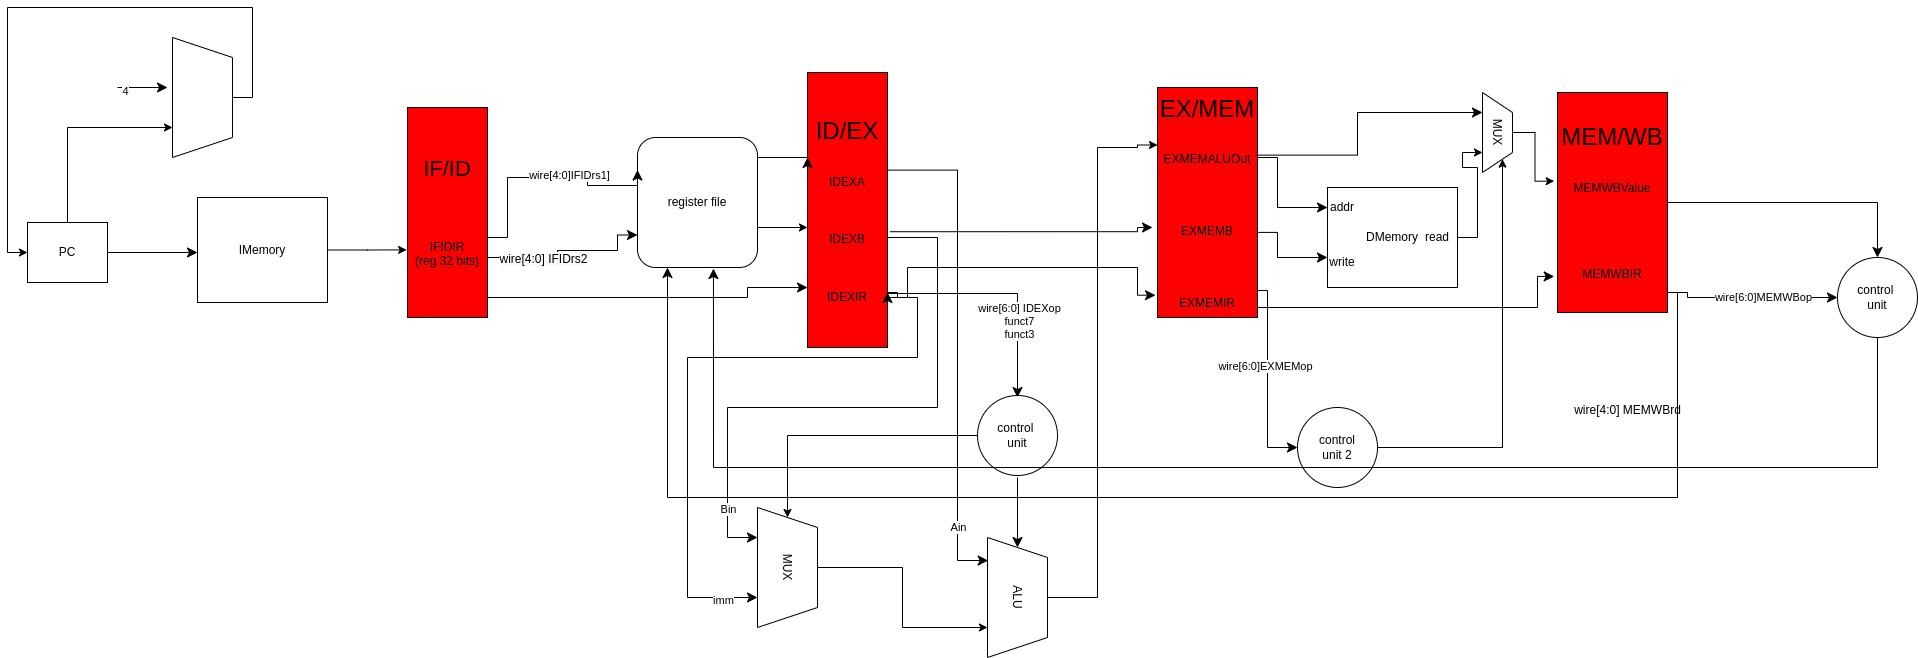 4
PC
IMemory
IF/ID
IFIDIR
(reg 32 bits)
wire[4:0]IFIDrs1]
wire[4:0] IFIDrs2
register file
ID/EX
IDEXA
IDEXB
IDEXIR
wire[6:0] IDEXop
funct7
funct3
control
unit
Bin
imm
MUX
Ain
ALU
EX/MEM
EXMEMALUOut
EXMEMB
EXMEMIR
wire[6:0]EXMEMop
control
unit 2
addr
DMemory read
write
MUX
MEM/WB
MEMWBValue
MEMWBIR
wire[6:0]MEMWBop
wire[4:0] MEMWBrd
control
unit